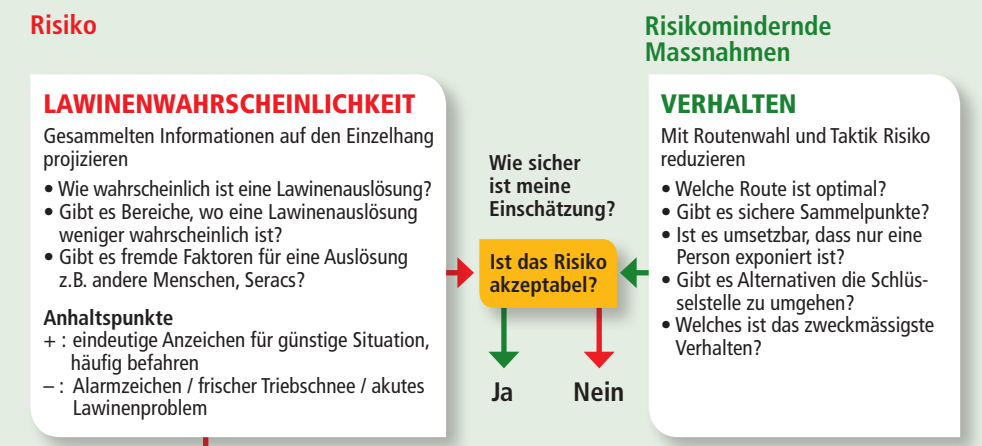 Risiko
Risikomindernde
Massnahmen
LAWINENWAHRSCHEINLICHKEIT
Gesammelten Informationen auf den Einzelhang
projizieren
• Wie wahrscheinlich ist eine Lawinenauslösung?
• Gibt es Bereiche, wo eine Lawinenauslösung
weniger wahrscheinlich ist?
• Gibt es fremde Faktoren für eine Auslösung
z.B. andere Menschen, Seracs?
Anhaltspunkte
+ : eindeutige Anzeichen für günstige Situation,
häufig befahren
– : Alarmzeichen / frischer Triebschnee / akutes
Lawinenproblem
Wie sicher
ist meine
Einschätzung?
Ist das Risiko
akzeptabel?
Ja
Nein
VERHALTEN
Mit Routenwahl und Taktik Risiko
reduzieren
• Welche Route ist optimal?
• Gibt es sichere Sammelpunkte?
• Ist es umsetzbar, dass nur eine
Person exponiert ist?
• Gibt es Alternativen die Schlüs-
selstelle zu umgehen?
• Welches ist das zweckmässigste
Verhalten?